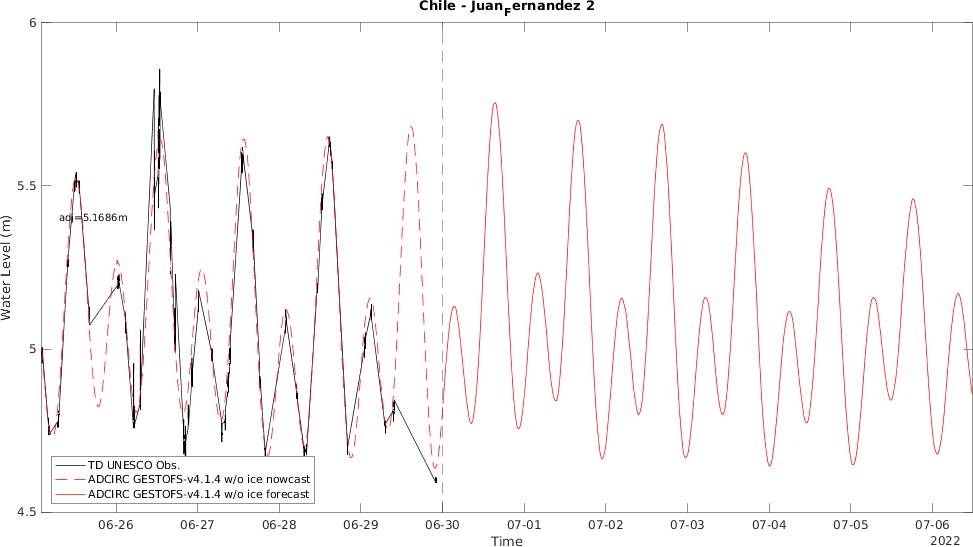 Chile - Juan_Fernandez 2
Water Level (m)
6
5.5
5
4.5
adj=5.1686m
TD UNESCO Obs.
ADCIRC GESTOFS-v4.1.4 w/o ice nowcast
ADCIRC GESTOFS-v4.1.4 w/o ice forecast
06-26 06-27 06-28 06-29 06-30 07-01 07-02 07-03 07-04 07-05 07-06
Time
2022